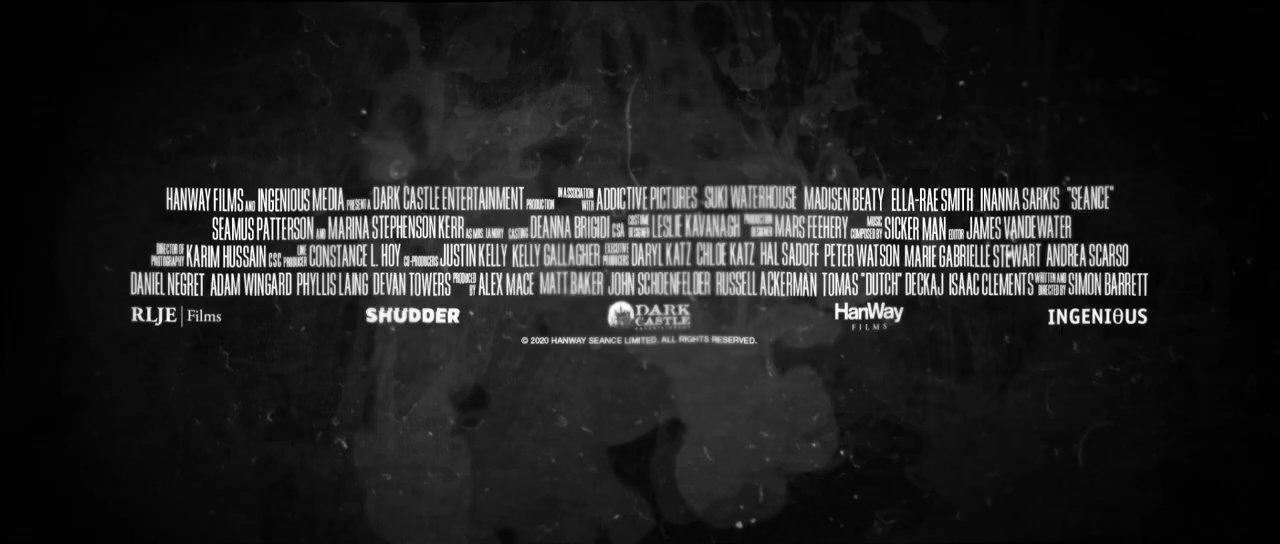 HANWAY FILMS AND INGENIOUS MEDIA PRESENT A DARK CASTLE ENTERTAINMENT PRODUCTION IN ASSOCIATION WITH ADDICTIVE PICTURES SUKI WATERHOUSE MADISEN BEATY ELLA-RAE SMITH INANNA SARKIS "SEANCE"
SEAMUS PATTERSON AND MARINA STEPHENSON KERR AS MRS. LANDRY CASTING DEANNA BRIGIDI CSA COSTUME DESIGNER LESLIE KAVANAGH PRODUCTION DESIGNER MARS FEEHERY MUSIC COMPOSED BY SICKER MAN EDITOR JAMES VANDEWATER
DIRECTOR OF PHOTOGRAPHY KARIM HUSSAIN CSC LINE PRODUCER CONSTANCE L. HOY CO-PRODUCERS JUSTIN KELLY KELLY GALLAGHER EXECUTIVE PRODUCERS DARYL KATZ CHLOE KATZ HAL SADOFF PETER WATSON MARIE GABRIELLE STEWART ANDREA SCARSO
DANIEL NEGRET ADAM WINGARD PHYLLIS LAING DEVAN TOWERS PRODUCED BY ALEX MACE MATT BAKER JOHN SCHOENFELDER RUSSELL ACKERMAN TOMAS "DUTCH" DECKAJ ISAAC CLEMENTS WRITTEN AND DIRECTED BY SIMON BARRETT
RLJE | Films SHUDDER DARK CASTLE ENTERTAINMENT HanWay FILMS INGENIOUS
© 2020 HANWAY SEANCE LIMITED. ALL RIGHTS RESERVED.